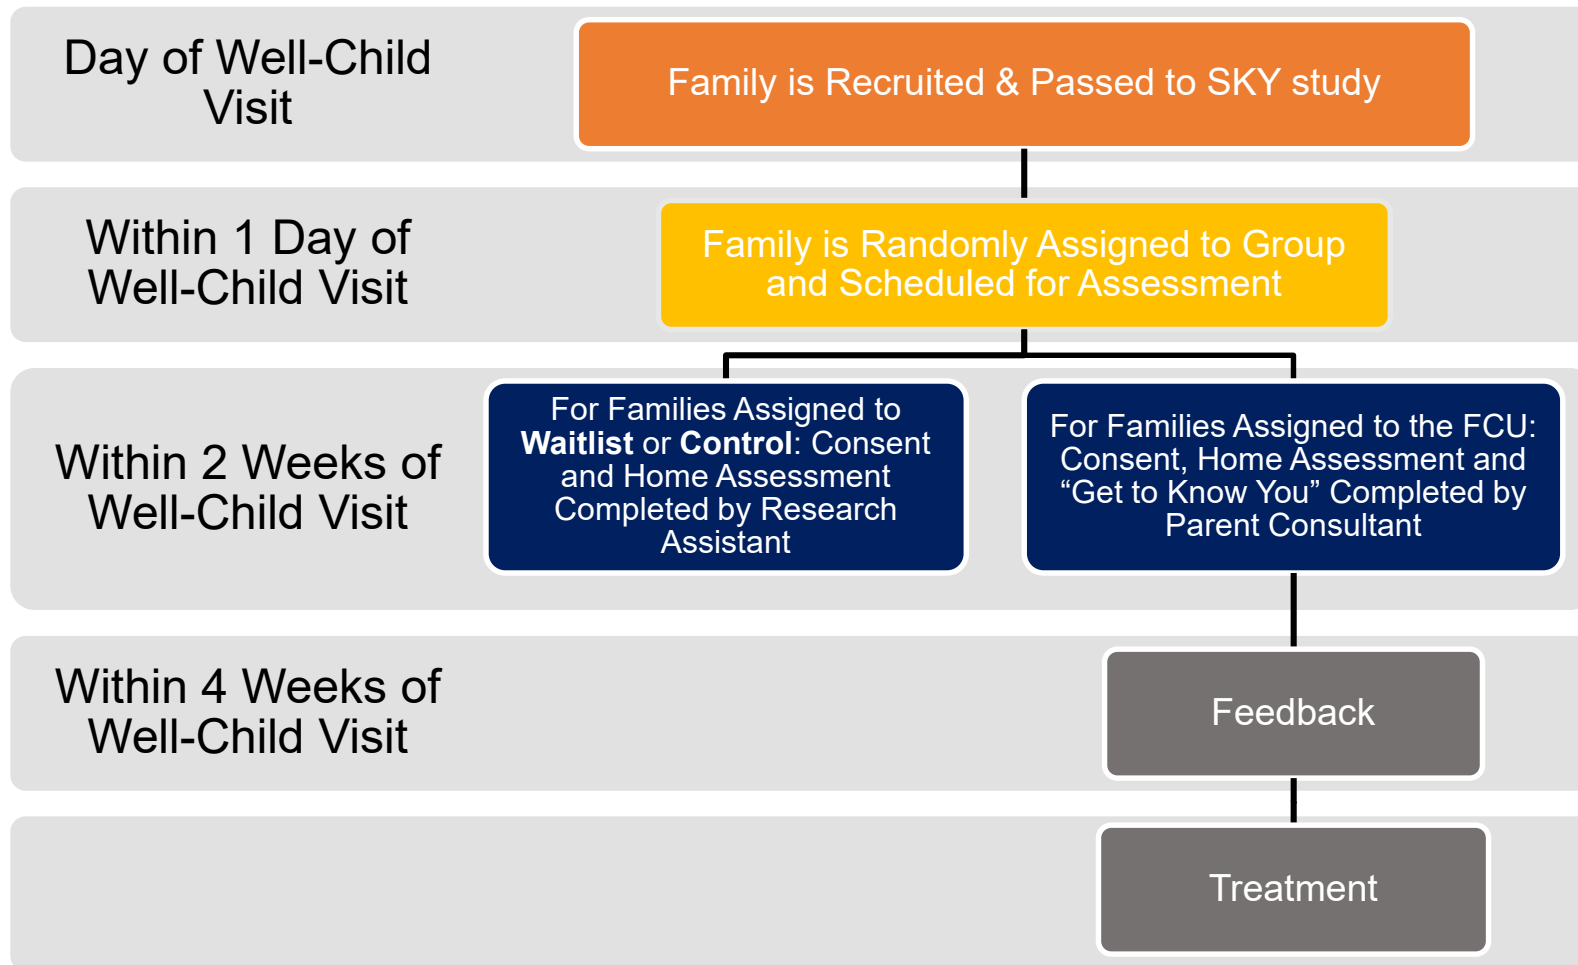 Day of Well-Child
Visit
Family is Recruited & Passed to SKY study
Within 1 Day of
Well-Child Visit
Family is Randomly Assigned to Group
and Scheduled for Assessment
Within 2 Weeks of
Well-Child Visit
For Families Assigned to
Waitlist or Control: Consent
and Home Assessment
Completed by Research
Assistant
For Families Assigned to the FCU:
Consent, Home Assessment and
“Get to Know You” Completed by
Parent Consultant
Within 4 Weeks of
Well-Child Visit
Feedback
Treatment